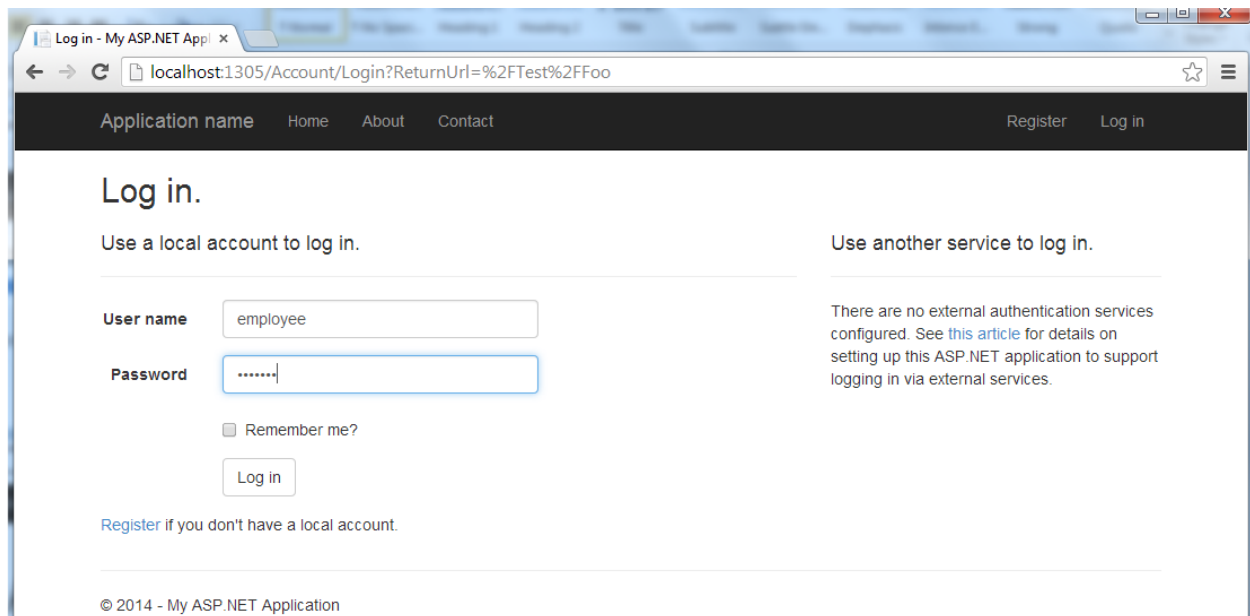 Log in - My ASP.NET Appl
localhost:1305/Account/Login?ReturnUrl=%2FTest%2FFoo
Application name Home About Contact Register Log in
Log in.
Use a local account to log in.
User name employee
Password •••••••
Remember me?
Log in
Register if you don't have a local account.
Use another service to log in.
There are no external authentication services
configured. See this article for details on
setting up this ASP.NET application to support
logging in via external services.
© 2014 - My ASP.NET Application